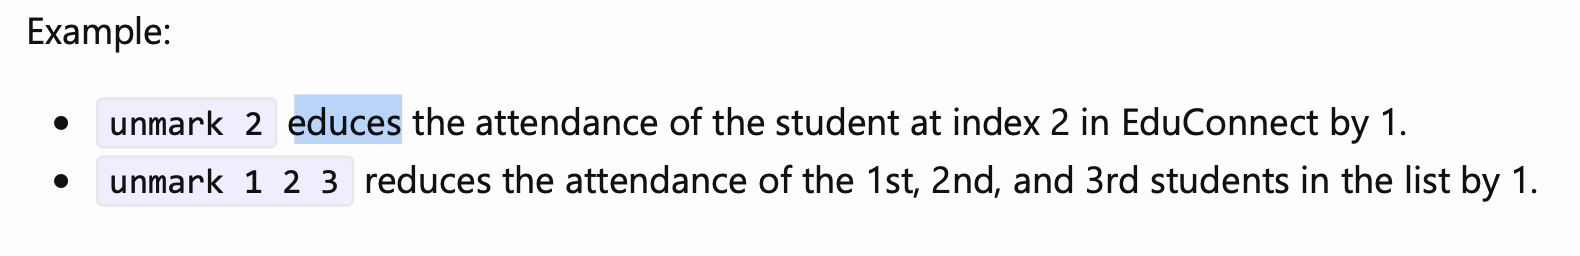 Example:
• unmark 2 educes the attendance of the student at index 2 in EduConnect by 1.
• unmark 1 2 3 reduces the attendance of the 1st, 2nd, and 3rd students in the list by 1.